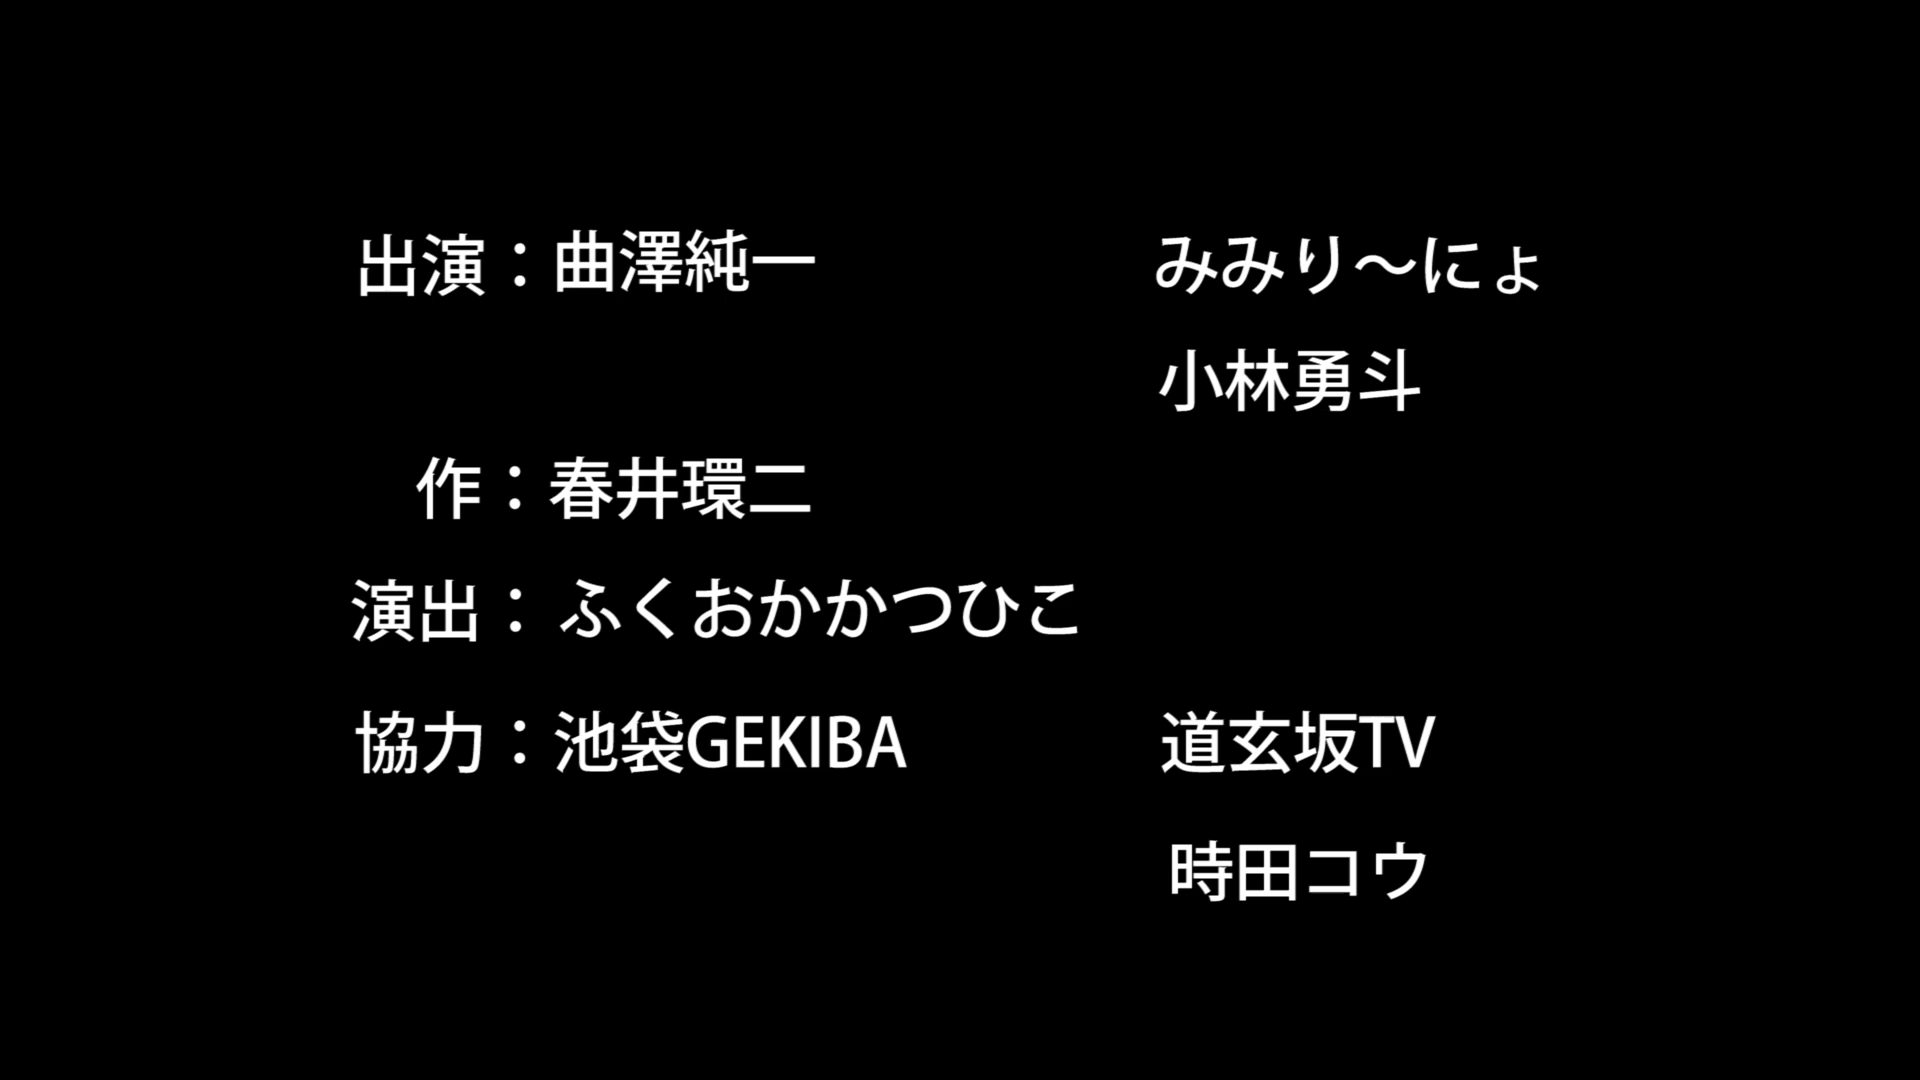 出演：曲澤純一　みみり〜にょ
小林勇斗
作：春井環二
演出：ふくおかかつひこ
協力：池袋GEKIBA　道玄坂TV
時田コウ